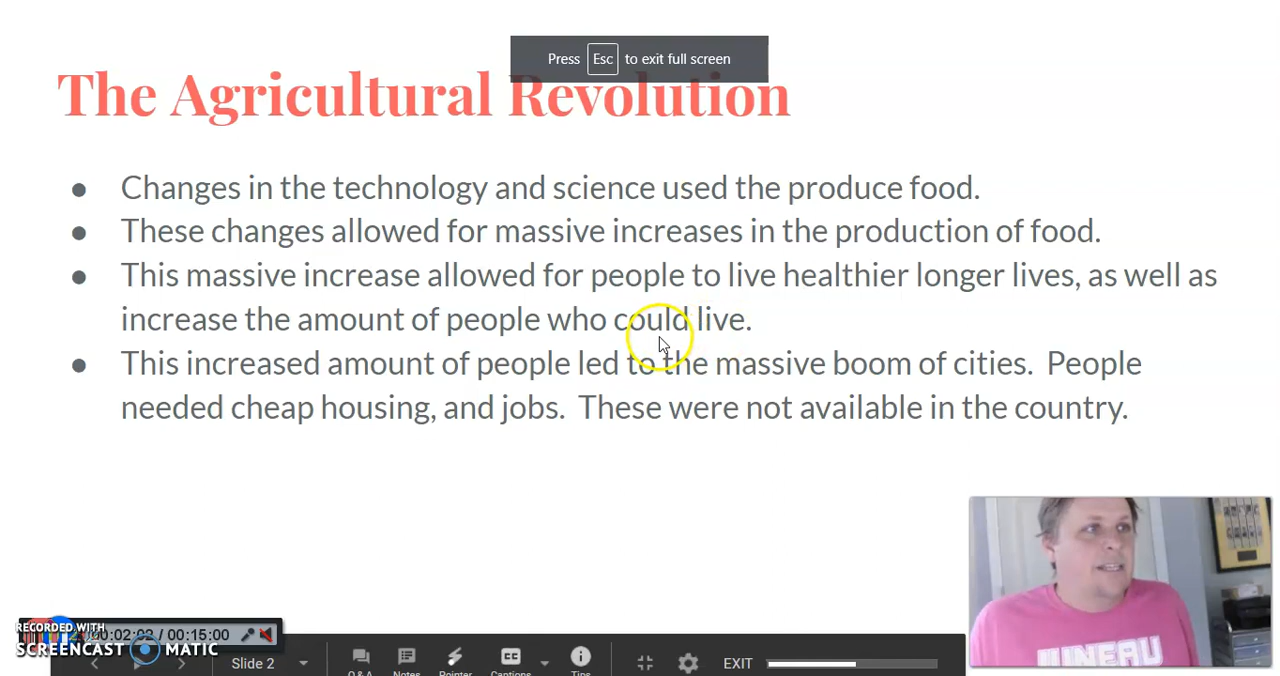 Press Esc to exit full screen
The Agricultural Revolution
● Changes in the technology and science used the produce food.
● These changes allowed for massive increases in the production of food.
● This massive increase allowed for people to live healthier longer lives, as well as
increase the amount of people who could live.
● This increased amount of people led to the massive boom of cities. People
needed cheap housing, and jobs. These were not available in the country.
JUNEAU
RECORDED WITH
SCREENCAST MATIC
00:02:02 / 00:15:00
Slide 2
Q & A
Notes
Pointer
CC
Captions
Tips
EXIT